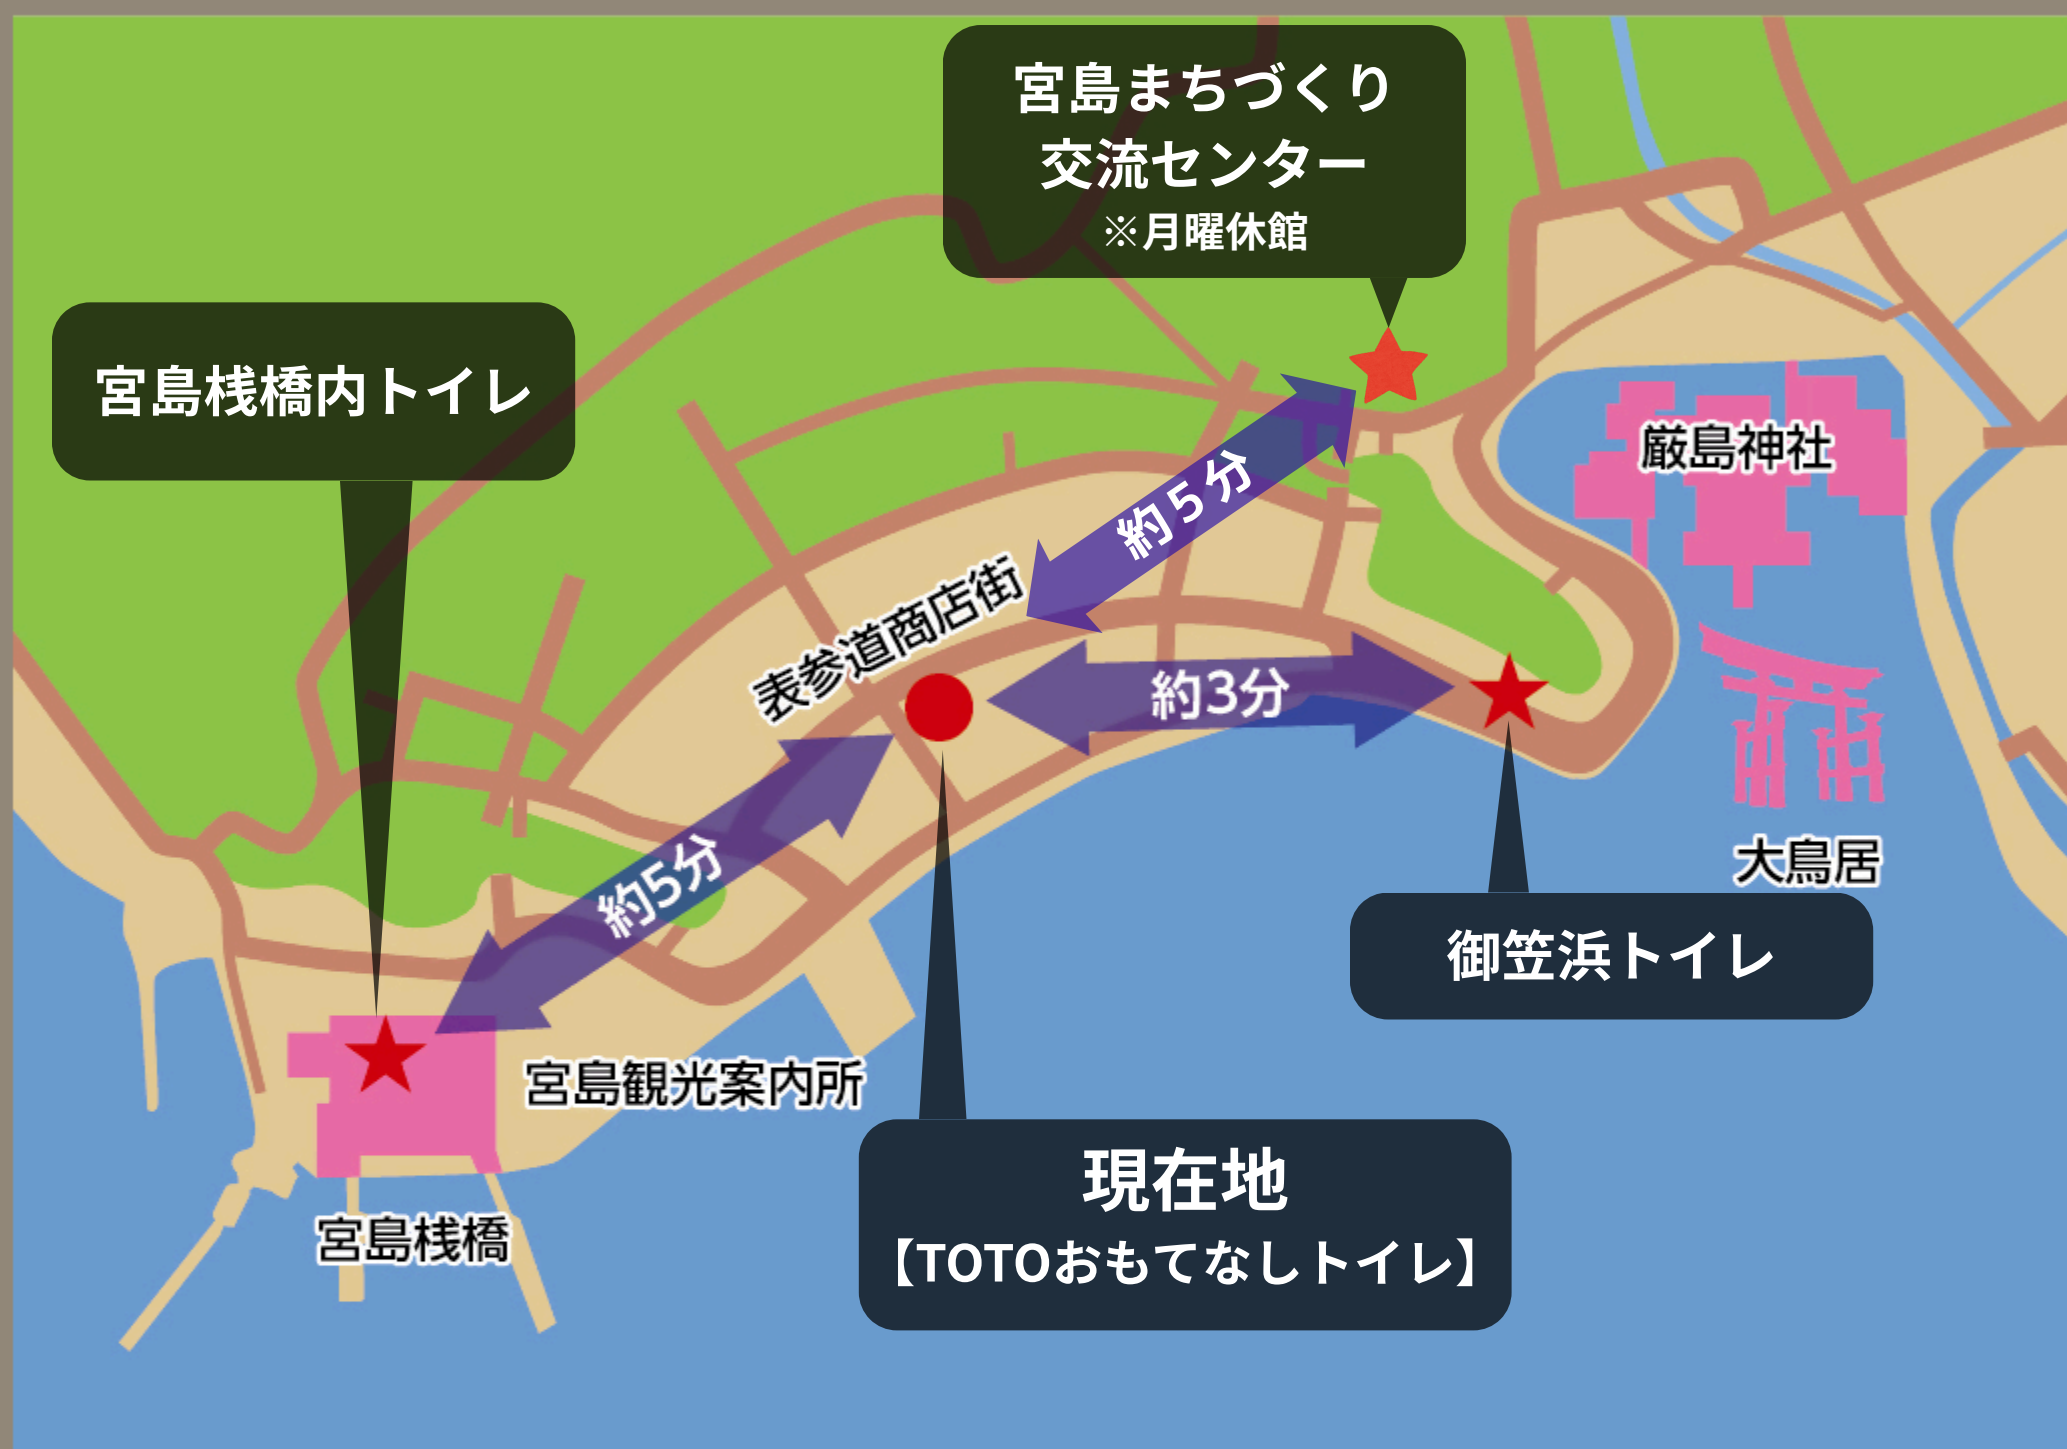 宮島まちづくり
交流センター
※月曜休館
宮島桟橋内トイレ
厳島神社
約5分
表参道商店街
約3分
大鳥居
約5分
御笠浜トイレ
宮島観光案内所
現在地
【TOTOおもてなしトイレ】
宮島桟橋